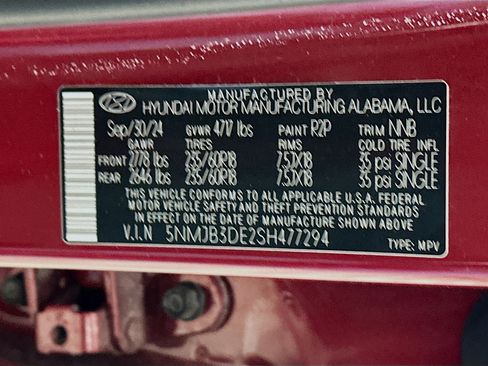 MANUFACTURED BY
HYUNDAI MOTOR MANUFACTURING ALABAMA, LLC
Sep/30/24 GVWR 4717 lbs PAINT R2P TRIM NNB
GAWR TIRES RIMS COLD TIRE INFL
FRONT 2778 lbs 235/60R18 7.5JX18 35 psi SINGLE
REAR 2646 lbs 235/60R18 7.5JX18 35 psi SINGLE
THIS VEHICLE CONFORMS TO ALL APPLICABLE U.S.A. FEDERAL
MOTOR VEHICLE SAFETY AND THEFT PREVENTION STANDARDS
IN EFFECT ON THE DATE OF MANUFACTURE SHOWN ABOVE
V.I.N 5NMJB3DE2SH477294 TYPE: MPV